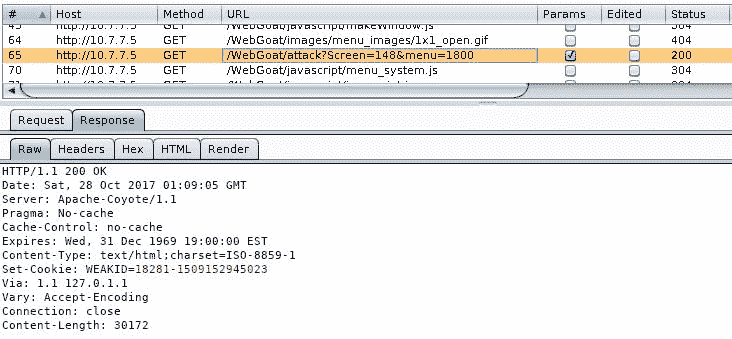 # Host Method URL Params Edited Status
http://10.7.7.5 GET /WebGoat/javascript/makeWindow.js 304
64 http://10.7.7.5 GET /WebGoat/images/menu_images/1x1_open.gif 404
65 http://10.7.7.5 GET /WebGoat/attack?Screen=148&menu=1800 200
70 http://10.7.7.5 GET /WebGoat/javascript/menu_system.js 304
Request Response
Raw Headers Hex HTML Render
HTTP/1.1 200 OK
Date: Sat, 28 Oct 2017 01:09:05 GMT
Server: Apache-Coyote/1.1
Pragma: No-cache
Cache-Control: no-cache
Expires: Wed, 31 Dec 1969 19:00:00 EST
Content-Type: text/html;charset=ISO-8859-1
Set-Cookie: WEAKID=18281-1509152945023
Via: 1.1 127.0.1.1
Vary: Accept-Encoding
Connection: close
Content-Length: 30172